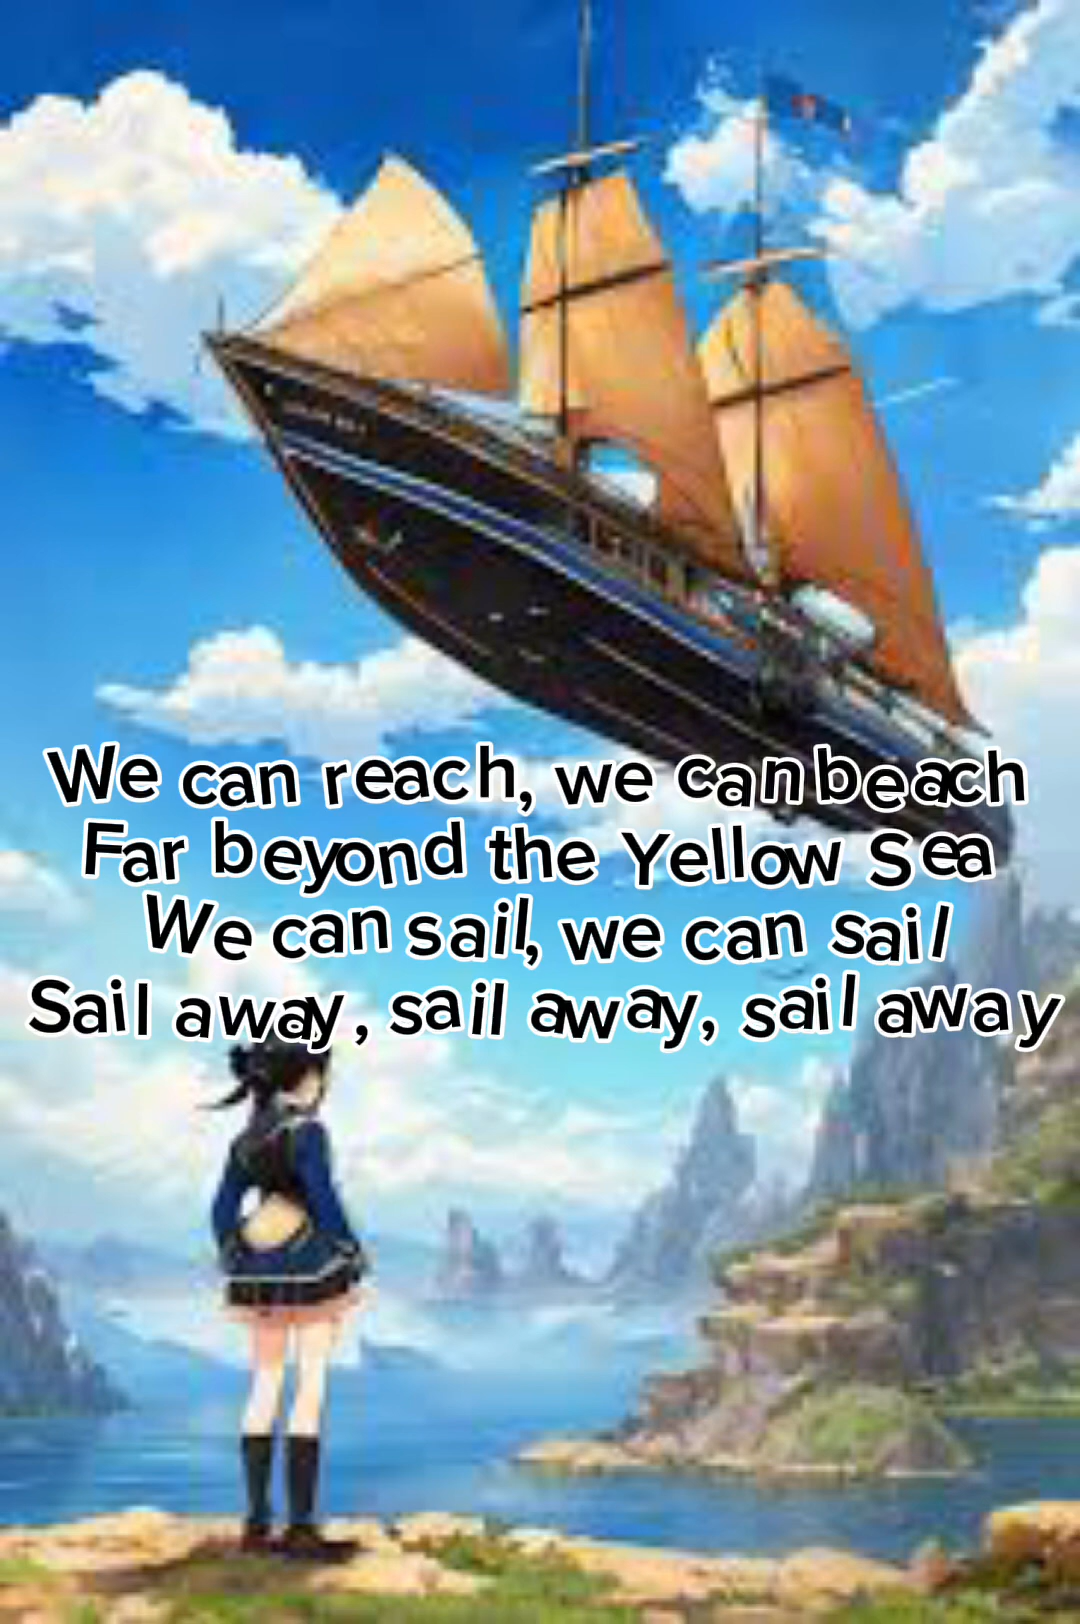 We can reach, we can beach
Far beyond the Yellow Sea
We can sail, we can sail
Sail away, sail away, sail away